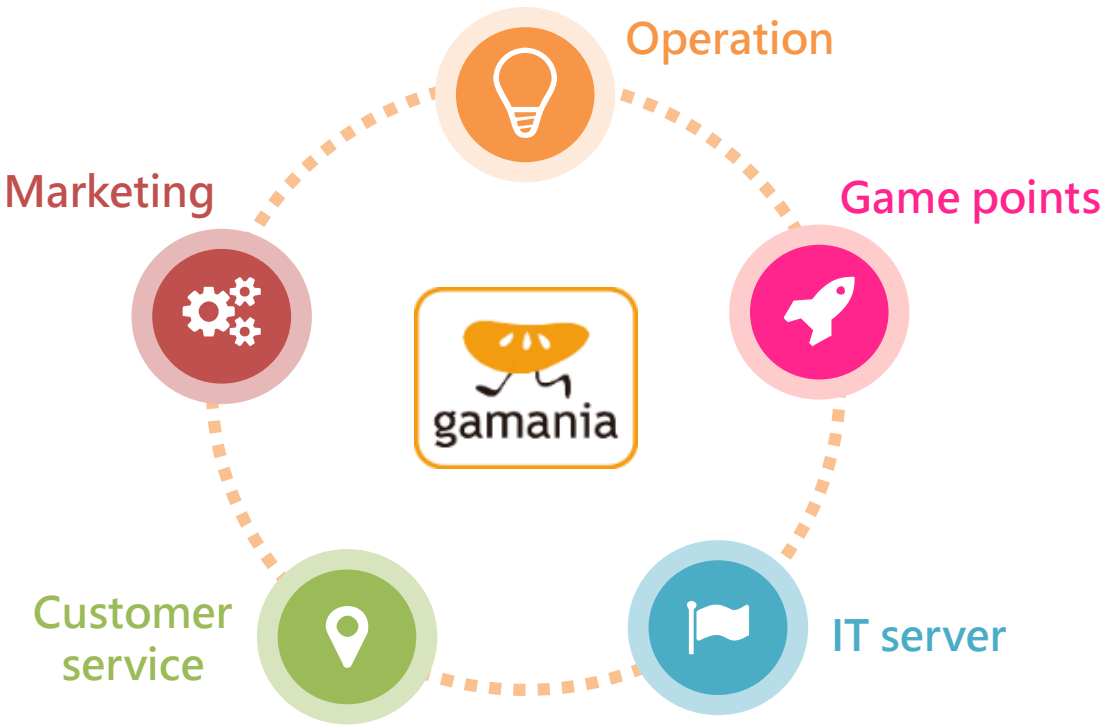 Operation
Marketing
Game points
gamania
Customer
service
IT server